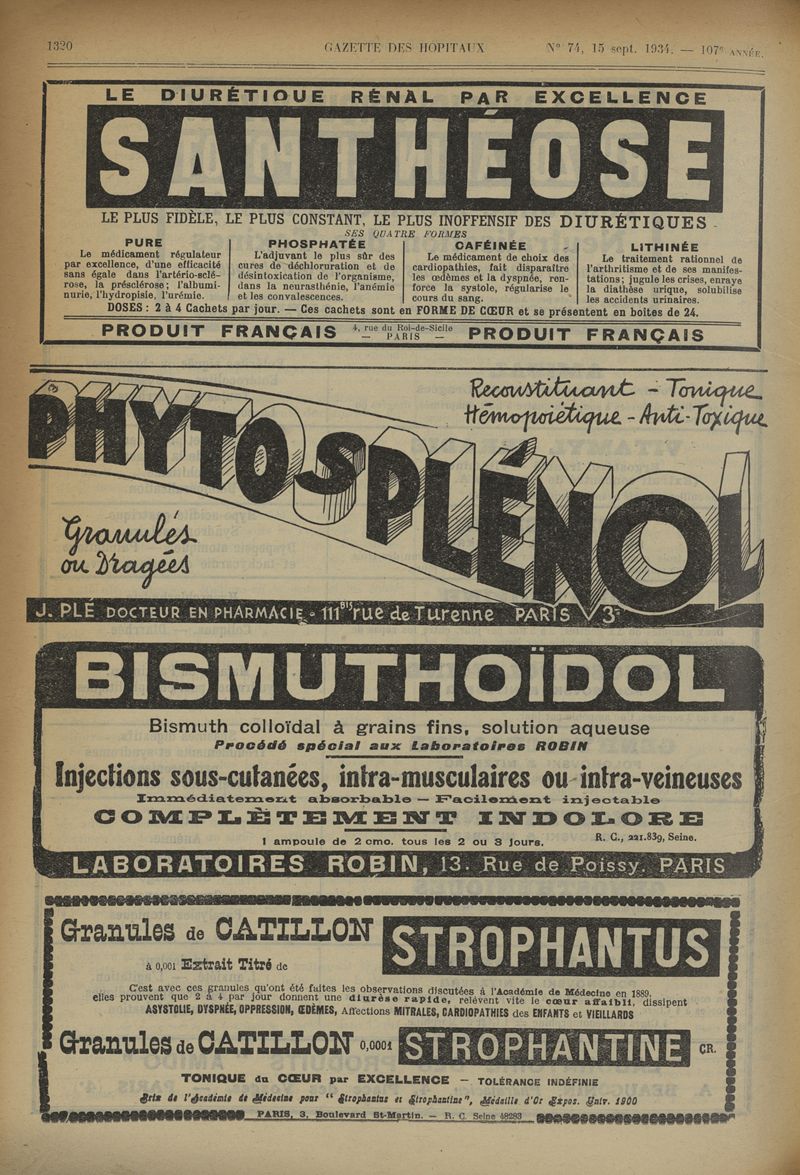 1320 GAZETTE DES HOPITAUX Nº 74, 15 sept. 1934. — 107e ANNÉE.
LE DIURÉTIQUE RÉNAL PAR EXCELLENCE
SANTHÉOSE
LE PLUS FIDÈLE, LE PLUS CONSTANT, LE PLUS INOFFENSIF DES DIURÉTIQUES
SES QUATRE FORMES
PURE
Le médicament régulateur
par excellence, d'une efficacité
sans égale dans l'artério-sclé-
rose, la présclérose; l'albumi-
nurie, l'hydropisie, l'urémie.
PHOSPHATÉE
L'adjuvant le plus sûr des
cures de déchloruration et de
désintoxication de l'organisme,
dans la neurasthénie, l'anémie
et les convalescences.
CAFÉINÉE
Le médicament de choix des
cardiopathies, fait disparaître
les œdèmes et la dyspnée, ren-
force la systole, régularise le
cours du sang.
LITHINÉE
Le traitement rationnel de
l'arthritisme et de ses manifes-
tations; jugule les crises, enraye
la diathèse urique, solubilise
les accidents urinaires.
DOSES : 2 à 4 Cachets par jour. — Ces cachets sont en FORME DE CŒUR et se présentent en boites de 24.
PRODUIT FRANÇAIS 4, rue du Roi-de-Sicile PRODUIT FRANÇAIS
— PARIS —
Reconstituant - Tonique
Hémopoiétique - Anti-Toxique
PHYTOSPLÉNOL
Granulés
ou Dragées
J. PLÉ DOCTEUR EN PHARMACIE - 111BIS rue de Turenne PARIS 3e
BISMUTHOÏDOL
Bismuth colloïdal à grains fins, solution aqueuse
Procédé spécial aux Laboratoires ROBIN
Injections sous-cutanées, intra-musculaires ou intra-veineuses
Immédiatement absorbable — Facilement injectable
COMPLÈTEMENT INDOLORE
1 ampoule de 2 cmc. tous les 2 ou 3 jours. R. C., 221.839, Seine.
LABORATOIRES ROBIN, 13. Rue de Poissy. PARIS
Granules de CATILLON STROPHANTUS
à 0,001 Extrait Titré de
C'est avec ces granules qu'ont été faites les observations discutées à l'Académie de Médecine en 1889.
elles prouvent que 2 à 4 par jour donnent une diurèse rapide, relèvent vite le cœur affaibli, dissipent
ASYSTOLIE, DYSPNÉE, OPPRESSION, ŒDÈMES, Affections MITRALES, CARDIOPATHIES des ENFANTS et VIEILLARDS
Granules de CATILLON 0,0001 STROPHANTINE CR.
TONIQUE du CŒUR par EXCELLENCE — TOLÉRANCE INDÉFINIE
Prix de l'Académie de Médecine pour " Strophantus et Strophantine", Médaille d'Or Expos. Univ. 1900
PARIS, 3, Boulevard St-Martin. — R. C. Seine 48283